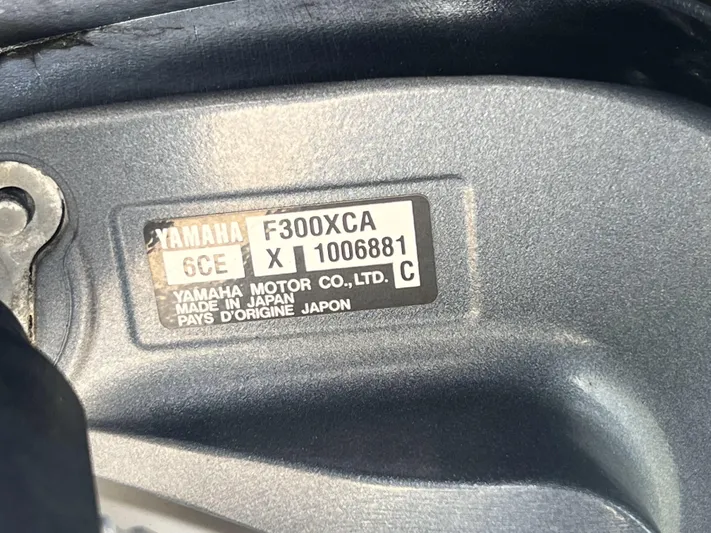 YAMAHA F300XCA
6CE X 1006881
C
YAMAHA MOTOR CO.,LTD.
MADE IN JAPAN
PAYS D'ORIGINE JAPON